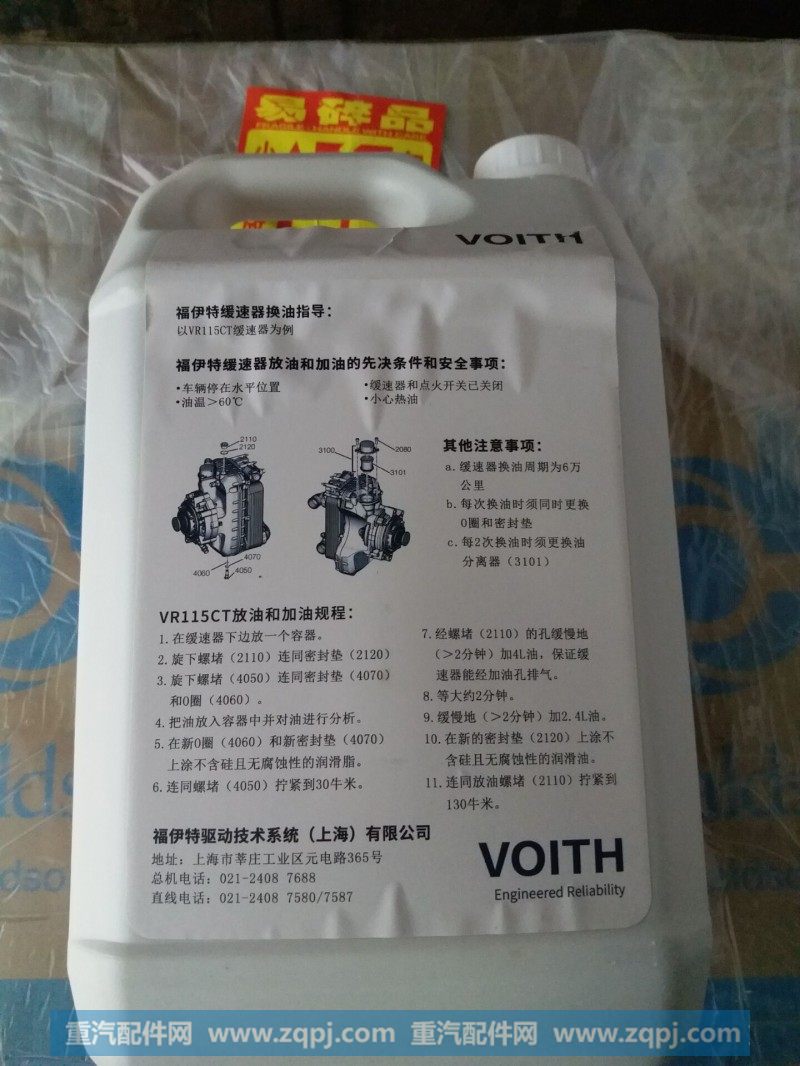 易碎品
FRAGILE HANDLE WITH CARE
小
VOITH
福伊特缓速器换油指导：
以VR115CT缓速器为例
福伊特缓速器放油和加油的先决条件和安全事项：
•车辆停在水平位置
•油温＞60℃
•缓速器和点火开关已关闭
•小心热油
2110
2120
4070
4060
4050
3100
2080
3101
其他注意事项：
a. 缓速器换油周期为6万
公里
b. 每次换油时须同时更换
O圈和密封垫
c. 每2次换油时须更换油
分离器（3101）
VR115CT放油和加油规程：
1. 在缓速器下边放一个容器。
2. 旋下螺堵（2110）连同密封垫（2120）
3. 旋下螺堵（4050）连同密封垫（4070）
和O圈（4060）。
4. 把油放入容器中并对油进行分析。
5. 在新O圈（4060）和新密封垫（4070）
上涂不含硅且无腐蚀性的润滑脂。
6. 连同螺堵（4050）拧紧到30牛米。
7. 经螺堵（2110）的孔缓慢地
（＞2分钟）加4L油，保证缓
速器能经加油孔排气。
8. 等大约2分钟。
9. 缓慢地（＞2分钟）加2.4L油。
10. 在新的密封垫（2120）上涂不
含硅且无腐蚀性的润滑油。
11. 连同放油螺堵（2110）拧紧到
130牛米。
福伊特驱动技术系统（上海）有限公司
地址：上海市莘庄工业区元电路365号
总机电话：021-2408 7688
直线电话：021-2408 7580/7587
VOITH
Engineered Reliability
重汽配件网 www.zqpj.com 重汽配件网 www.zqpj.com